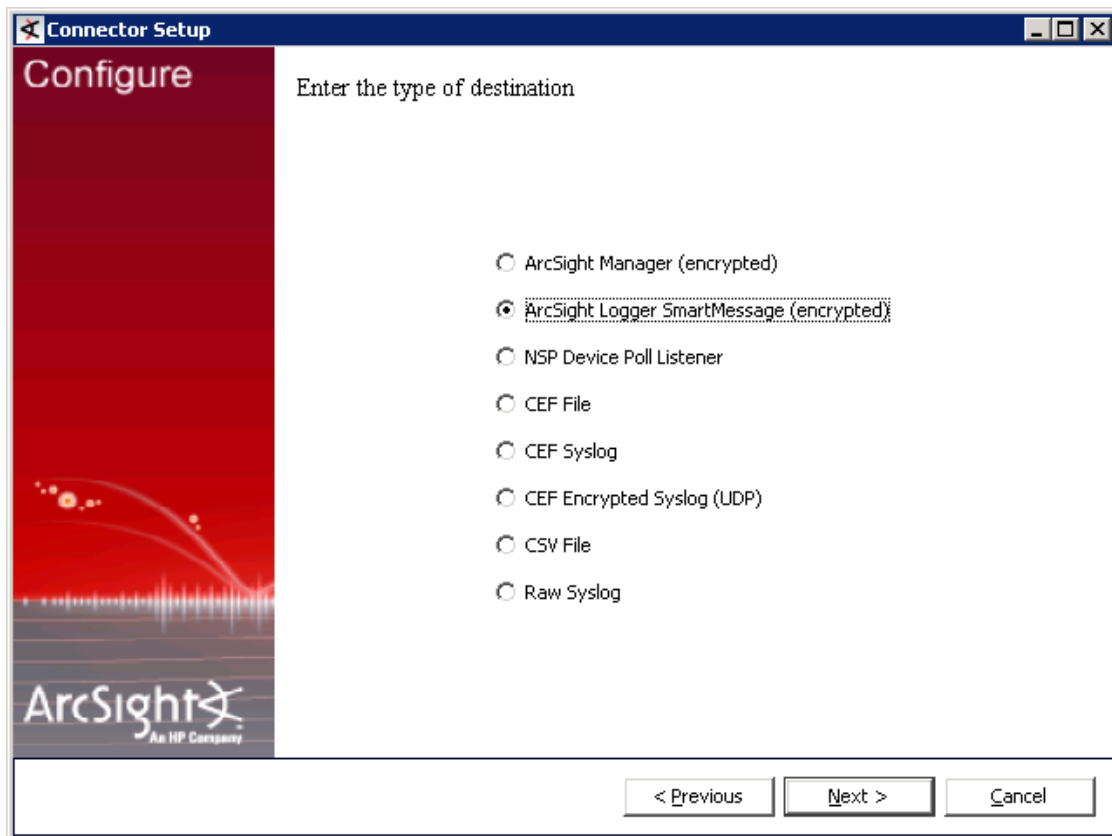 Connector Setup
Configure
Enter the type of destination
ArcSight Manager (encrypted)
ArcSight Logger SmartMessage (encrypted)
NSP Device Poll Listener
CEF File
CEF Syslog
CEF Encrypted Syslog (UDP)
CSV File
Raw Syslog
ArcSight
An HP Company
< Previous
Next >
Cancel